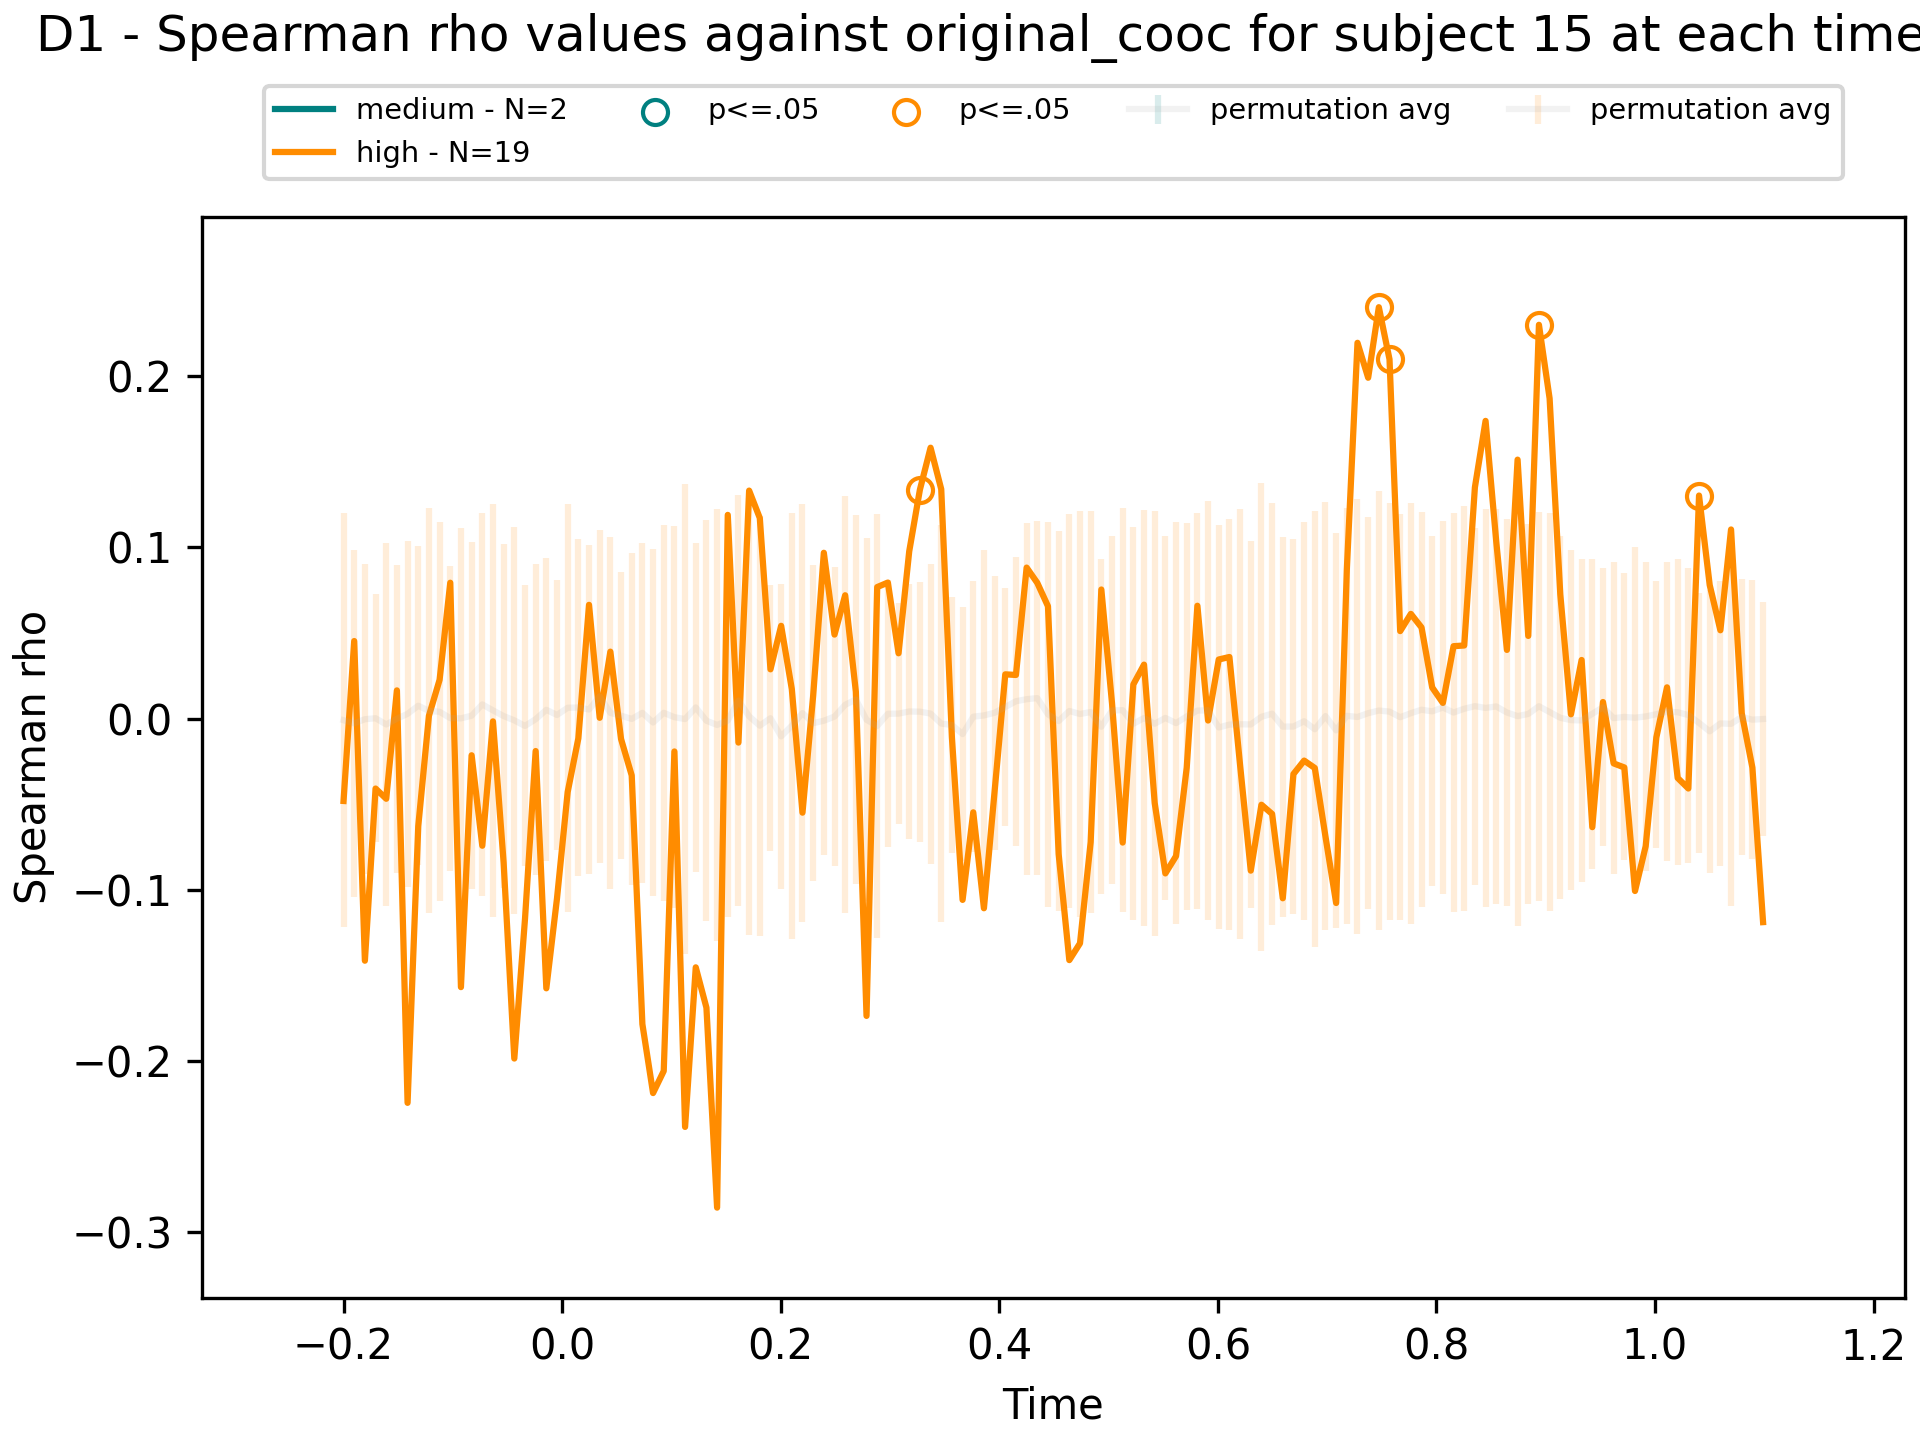 D1 - Spearman rho values against original_cooc for subject 15 at each time
medium - N=2 p<=.05 p<=.05 permutation avg permutation avg
high - N=19
Spearman rho
0.2
0.1
0.0
−0.1
−0.2
−0.3
−0.2 0.0 0.2 0.4 0.6 0.8 1.0 1.2
Time